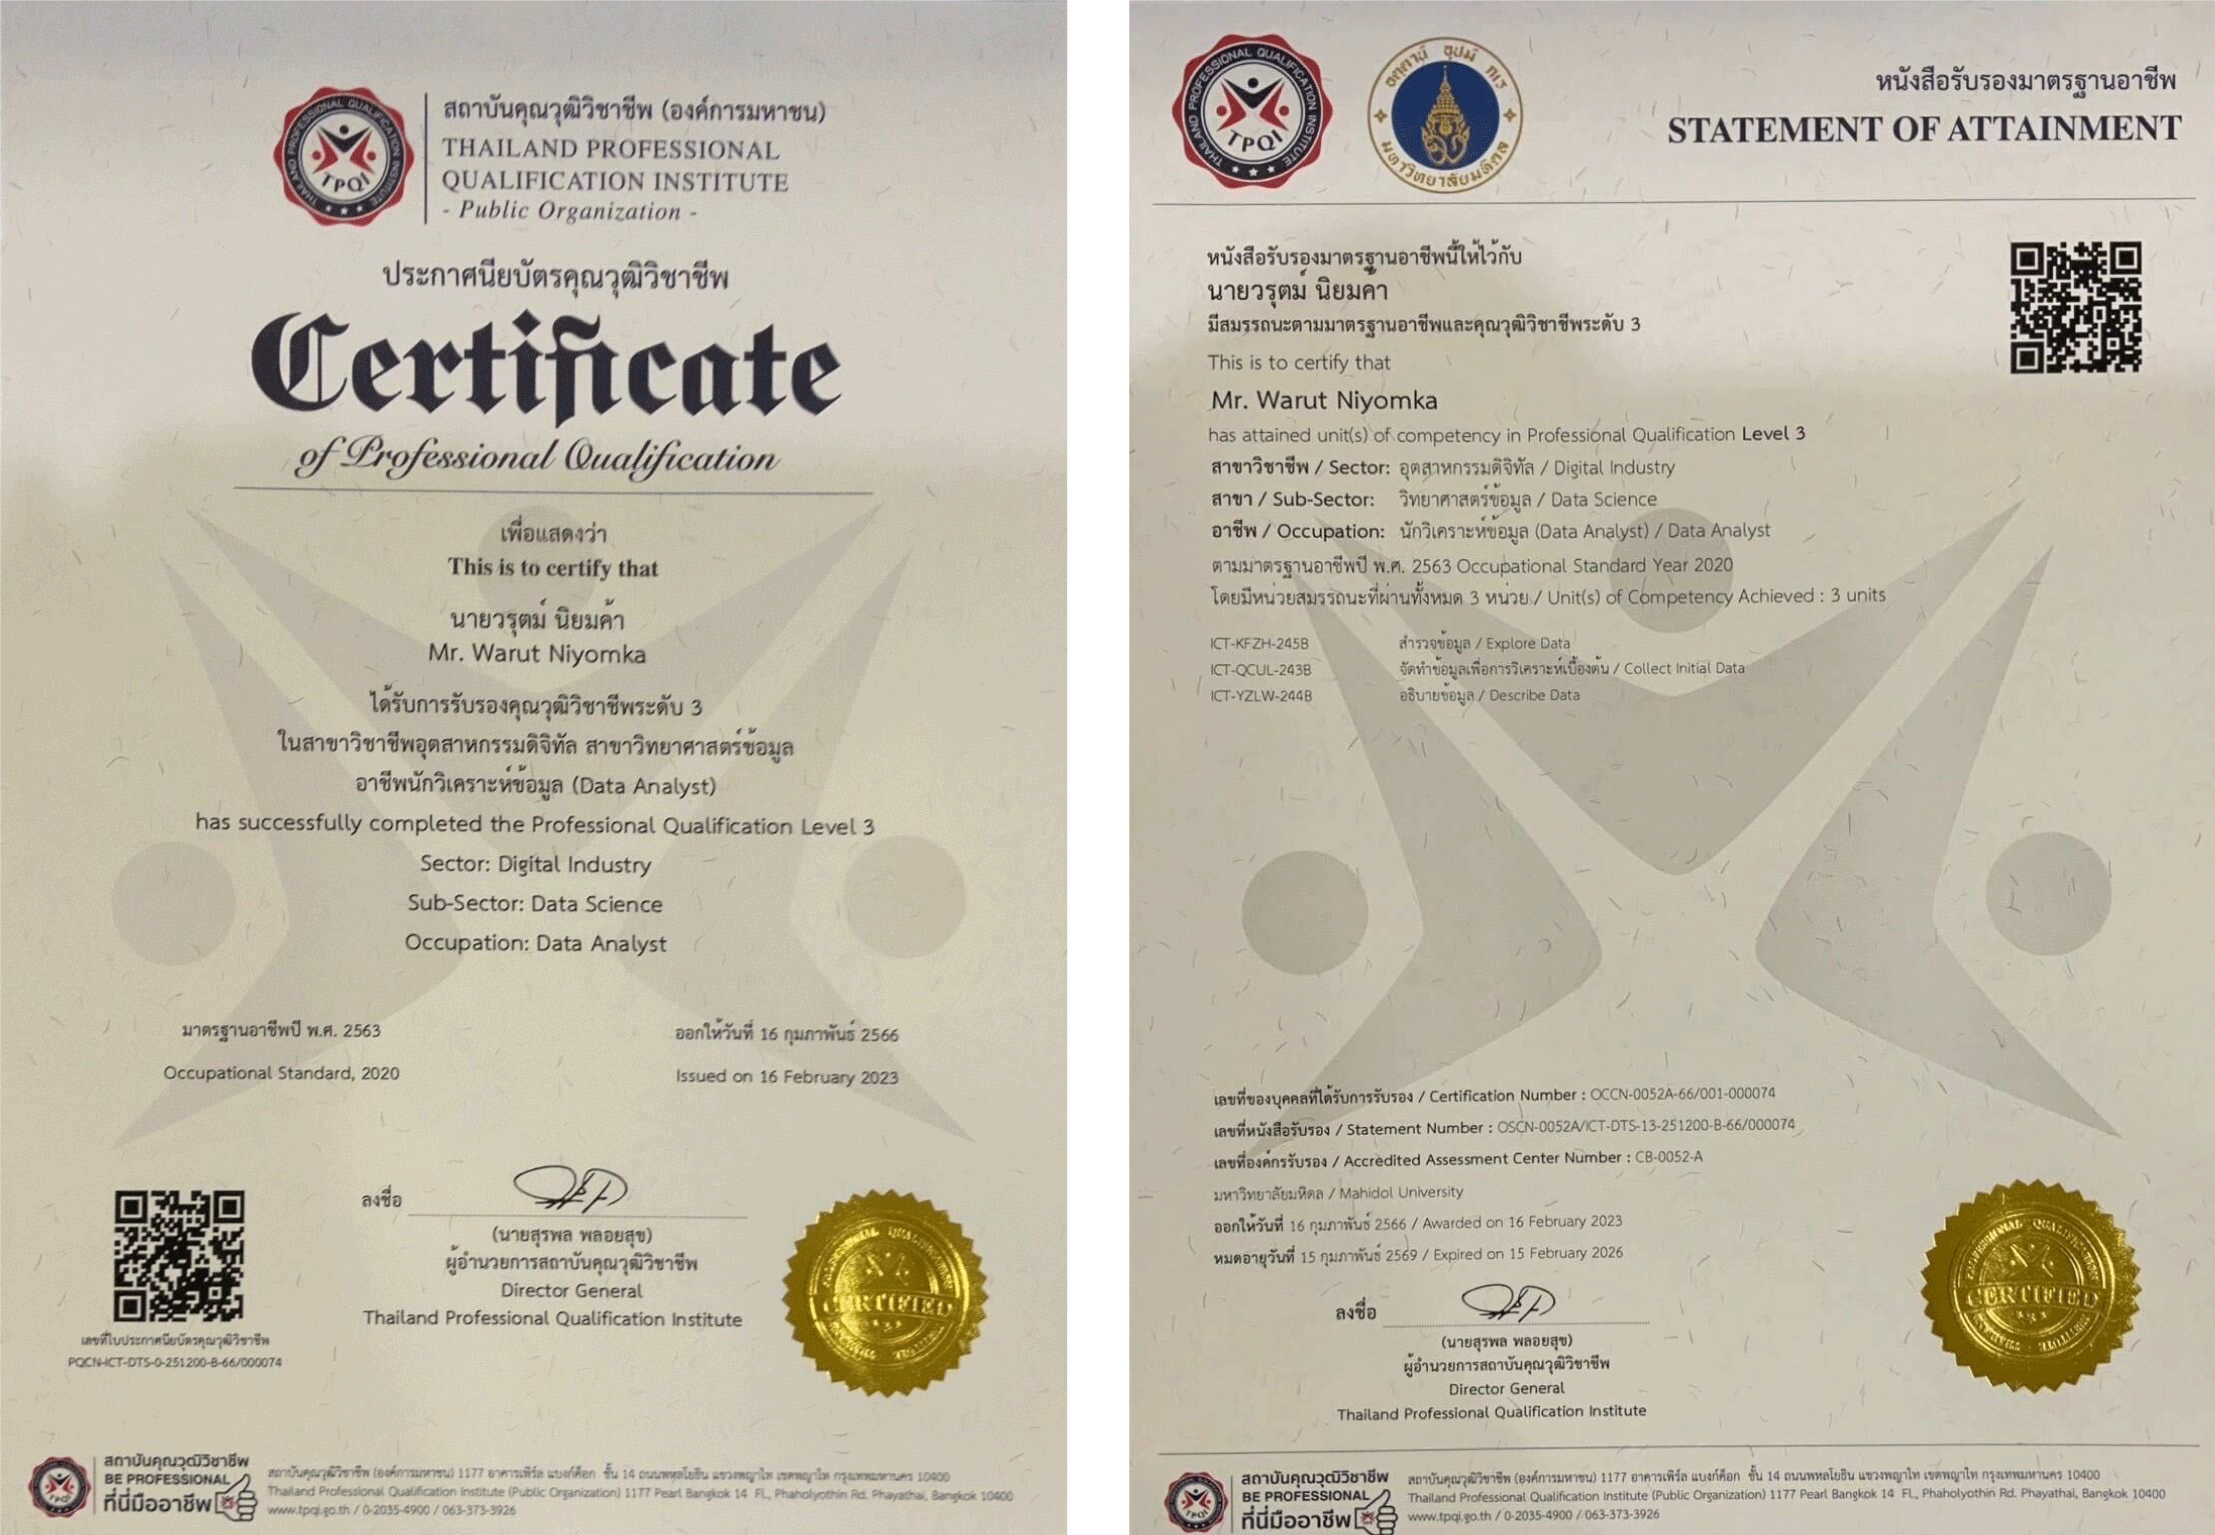 THAILAND PROFESSIONAL QUALIFICATION INSTITUTE
TPQI
สถาบันคุณวุฒิวิชาชีพ (องค์การมหาชน)
THAILAND PROFESSIONAL
QUALIFICATION INSTITUTE
- Public Organization -
ประกาศนียบัตรคุณวุฒิวิชาชีพ
Certificate
of Professional Qualification
เพื่อแสดงว่า
This is to certify that
นายวรุตม์ นิยมค้า
Mr. Warut Niyomka
ได้รับการรับรองคุณวุฒิวิชาชีพระดับ 3
ในสาขาวิชาชีพอุตสาหกรรมดิจิทัล สาขาวิทยาศาสตร์ข้อมูล
อาชีพนักวิเคราะห์ข้อมูล (Data Analyst)
has successfully completed the Professional Qualification Level 3
Sector: Digital Industry
Sub-Sector: Data Science
Occupation: Data Analyst
มาตรฐานอาชีพปี พ.ศ. 2563
ออกให้วันที่ 16 กุมภาพันธ์ 2566
Occupational Standard, 2020
Issued on 16 February 2023
ลงชื่อ
(นายสุรพล พลอยสุข)
ผู้อำนวยการสถาบันคุณวุฒิวิชาชีพ
Director General
Thailand Professional Qualification Institute
CERTIFIED
เลขที่ใบประกาศนียบัตรคุณวุฒิวิชาชีพ
PQCN-ICT-DTS-0-251200-B-66/000074
สถาบันคุณวุฒิวิชาชีพ
BE PROFESSIONAL
ที่นี่มืออาชีพ
สถาบันคุณวุฒิวิชาชีพ (องค์การมหาชน) 1177 อาคารเพิร์ล แบงก์ค็อก ชั้น 14 ถนนพหลโยธิน แขวงพญาไท เขตพญาไท กรุงเทพมหานคร 10400
Thailand Professional Qualification Institute (Public Organization) 1177 Pearl Bangkok 14 FL., Phaholyothin Rd. Phayathai, Bangkok 10400
www.tpqi.go.th / 0-2035-4900 / 063-373-3926
THAILAND PROFESSIONAL QUALIFICATION INSTITUTE
TPQI
อตฺตานํ อุปมํ กเร
มหาวิทยาลัยมหิดล
หนังสือรับรองมาตรฐานอาชีพ
STATEMENT OF ATTAINMENT
หนังสือรับรองมาตรฐานอาชีพนี้ให้ไว้กับ
นายวรุตม์ นิยมค้า
มีสมรรถนะตามมาตรฐานอาชีพและคุณวุฒิวิชาชีพระดับ 3
This is to certify that
Mr. Warut Niyomka
has attained unit(s) of competency in Professional Qualification Level 3
สาขาวิชาชีพ / Sector: อุตสาหกรรมดิจิทัล / Digital Industry
สาขา / Sub-Sector: วิทยาศาสตร์ข้อมูล / Data Science
อาชีพ / Occupation: นักวิเคราะห์ข้อมูล (Data Analyst) / Data Analyst
ตามมาตรฐานอาชีพปี พ.ศ. 2563 Occupational Standard Year 2020
โดยมีหน่วยสมรรถนะที่ผ่านทั้งหมด 3 หน่วย / Unit(s) of Competency Achieved : 3 units
ICT-KFZH-245B สำรวจข้อมูล / Explore Data
ICT-QCUL-243B จัดทำข้อมูลเพื่อการวิเคราะห์เบื้องต้น / Collect Initial Data
ICT-YZLW-244B อธิบายข้อมูล / Describe Data
เลขที่ของบุคคลที่ได้รับการรับรอง / Certification Number : OCCN-0052A-66/001-000074
เลขที่หนังสือรับรอง / Statement Number : OSCN-0052A/ICT-DTS-13-251200-B-66/000074
เลขที่องค์กรรับรอง / Accredited Assessment Center Number : CB-0052-A
มหาวิทยาลัยมหิดล / Mahidol University
ออกให้วันที่ 16 กุมภาพันธ์ 2566 / Awarded on 16 February 2023
หมดอายุวันที่ 15 กุมภาพันธ์ 2569 / Expired on 15 February 2026
ลงชื่อ
(นายสุรพล พลอยสุข)
ผู้อำนวยการสถาบันคุณวุฒิวิชาชีพ
Director General
Thailand Professional Qualification Institute
CERTIFIED
สถาบันคุณวุฒิวิชาชีพ
BE PROFESSIONAL
ที่นี่มืออาชีพ
สถาบันคุณวุฒิวิชาชีพ (องค์การมหาชน) 1177 อาคารเพิร์ล แบงก์ค็อก ชั้น 14 ถนนพหลโยธิน แขวงพญาไท เขตพญาไท กรุงเทพมหานคร 10400
Thailand Professional Qualification Institute (Public Organization) 1177 Pearl Bangkok 14 FL., Phaholyothin Rd. Phayathai, Bangkok 10400
www.tpqi.go.th / 0-2035-4900 / 063-373-3926